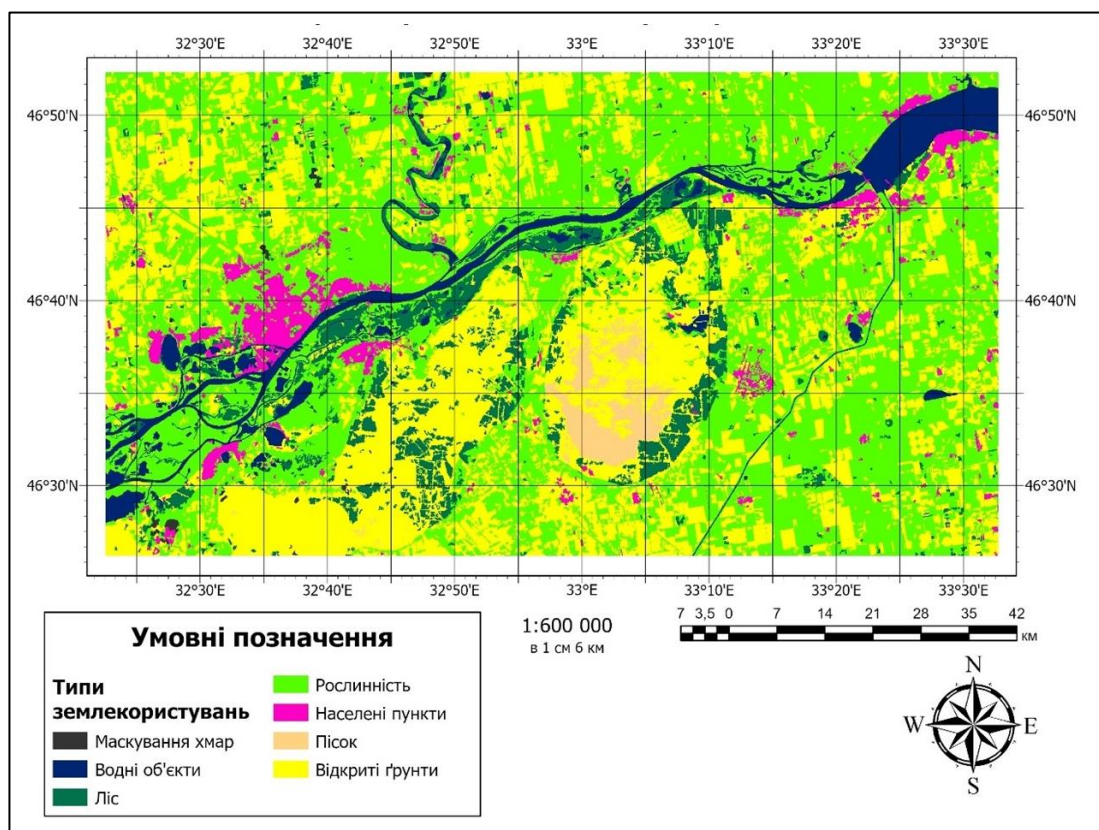 32°30'E 32°40'E 32°50'E 33°0'E 33°10'E 33°20'E 33°30'E
46°50'N 46°50'N
46°40'N 46°40'N
46°30'N 46°30'N
32°30'E 32°40'E 32°50'E 33°0'E 33°10'E 33°20'E 33°30'E
Умовні позначення
Типи
землекористувань
Маскування хмар
Водні об'єкти
Ліс
Рослинність
Населені пункти
Пісок
Відкриті ґрунти
1:600 000
в 1 см 6 км
7 3,5 0 7 14 21 28 35 42
км
N
W E
S